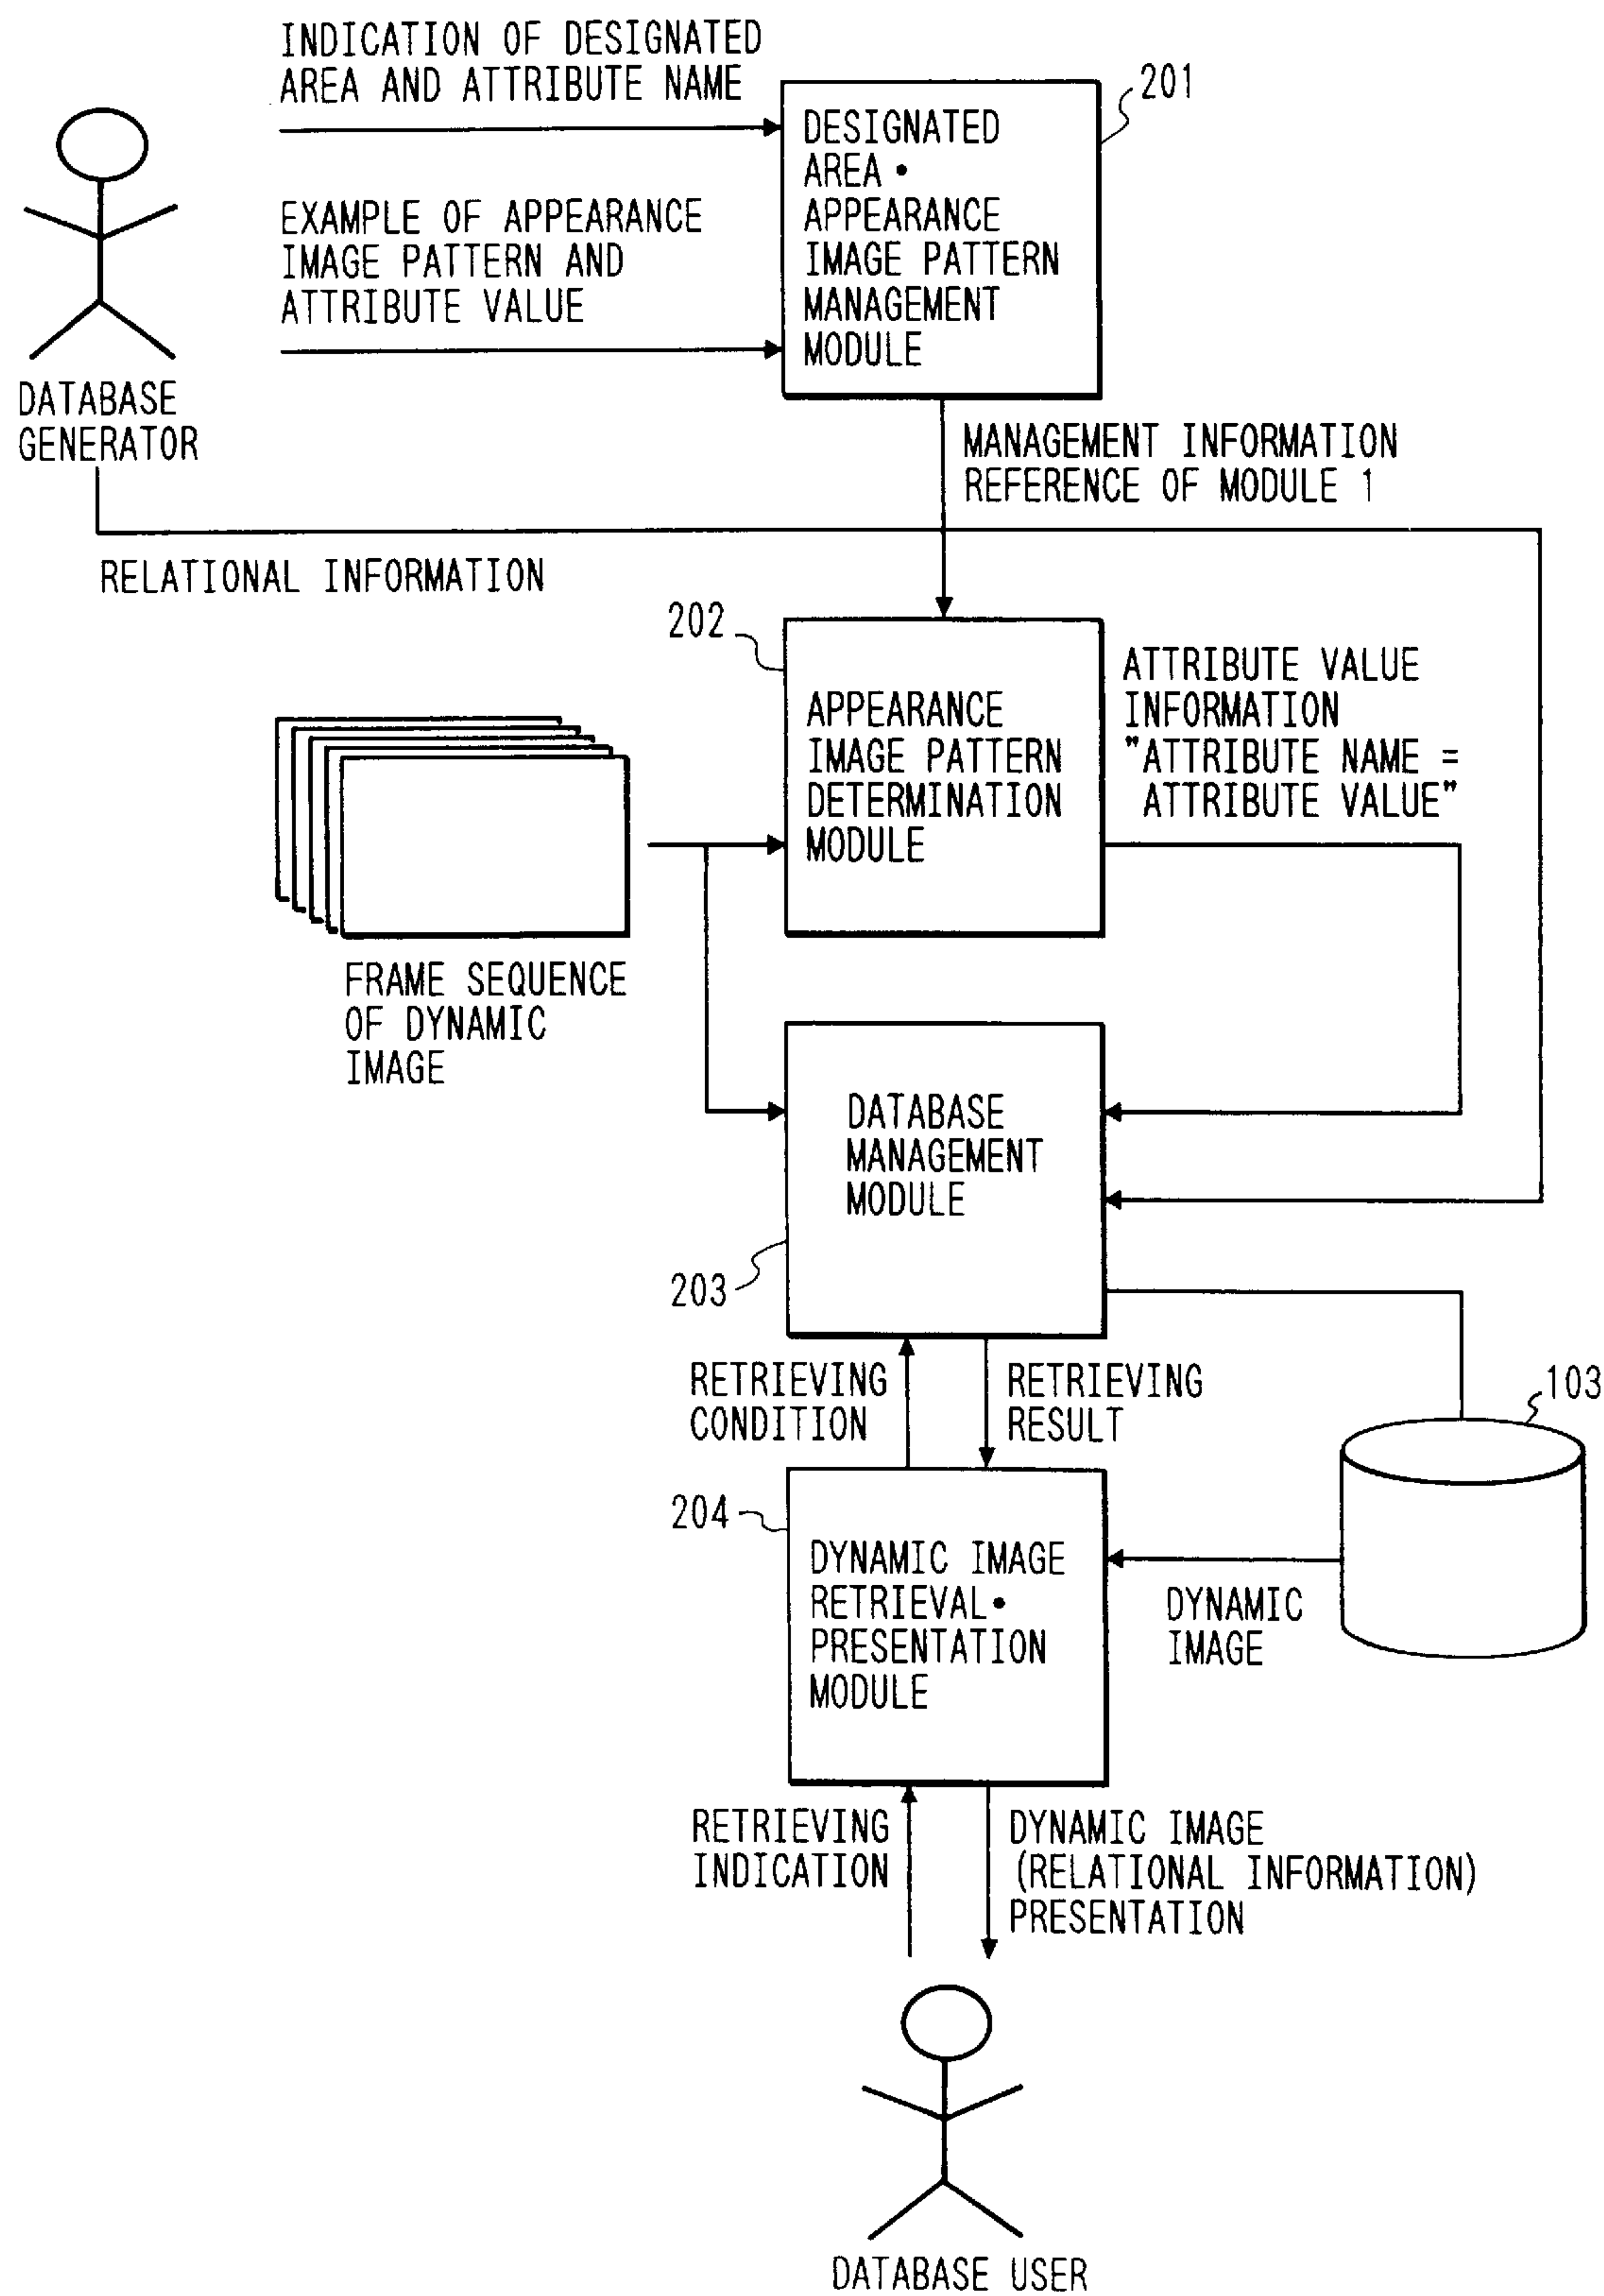 INDICATION OF DESIGNATED
AREA AND ATTRIBUTE NAME
201
DESIGNATED
AREA •
APPEARANCE
IMAGE PATTERN
MANAGEMENT
MODULE
EXAMPLE OF APPEARANCE
IMAGE PATTERN AND
ATTRIBUTE VALUE
DATABASE
GENERATOR
MANAGEMENT INFORMATION
REFERENCE OF MODULE 1
RELATIONAL INFORMATION
202
APPEARANCE
IMAGE PATTERN
DETERMINATION
MODULE
ATTRIBUTE VALUE
INFORMATION
"ATTRIBUTE NAME =
ATTRIBUTE VALUE"
FRAME SEQUENCE
OF DYNAMIC
IMAGE
DATABASE
MANAGEMENT
MODULE
203
RETRIEVING
CONDITION
RETRIEVING
RESULT
103
204
DYNAMIC IMAGE
RETRIEVAL •
PRESENTATION
MODULE
DYNAMIC
IMAGE
RETRIEVING
INDICATION
DYNAMIC IMAGE
(RELATIONAL INFORMATION)
PRESENTATION
DATABASE USER